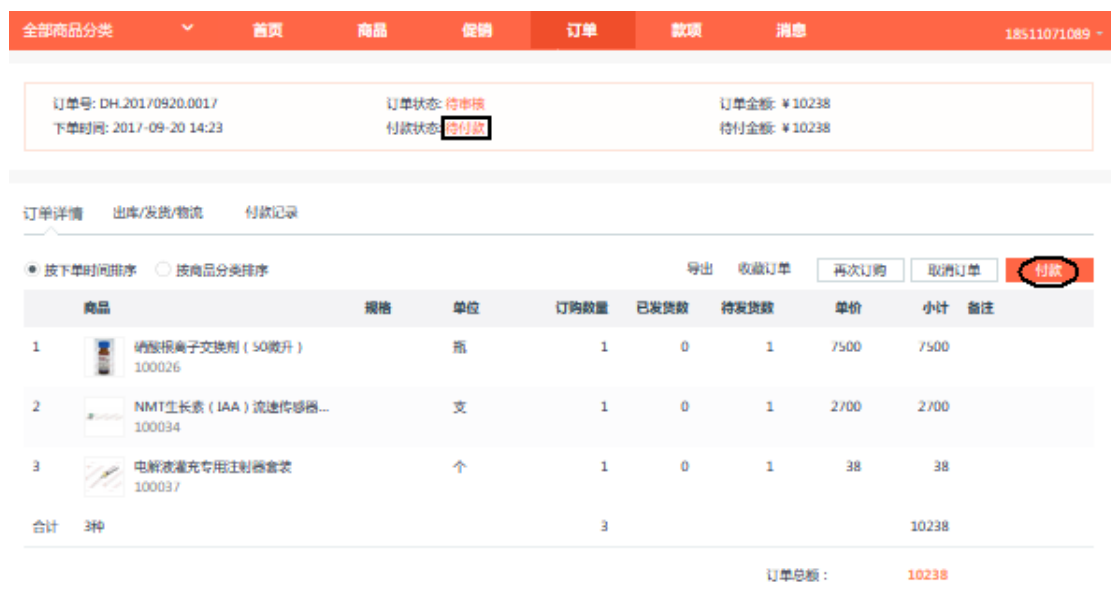 全部商品分类 首页 商品 促销 订单 款项 消息 18511071089
订单号: DH.20170920.0017 订单状态: 待审核 订单金额: ¥10238
下单时间: 2017-09-20 14:23 付款状态: 待付款 待付金额: ¥10238
订单详情 出库/发货/物流 付款记录
按下单时间排序 按商品分类排序 导出 收藏订单 再次订购 取消订单 付款
商品 规格 单位 订购数量 已发货数 待发货数 单价 小计 备注
1 硝酸根离子交换剂（50微升） 瓶 1 0 1 7500 7500
100026
2 NMT生长素（IAA）流速传感器... 支 1 0 1 2700 2700
100034
3 电解液灌充专用注射器套装 个 1 0 1 38 38
100037
合计 3种 3 10238
订单总额： 10238